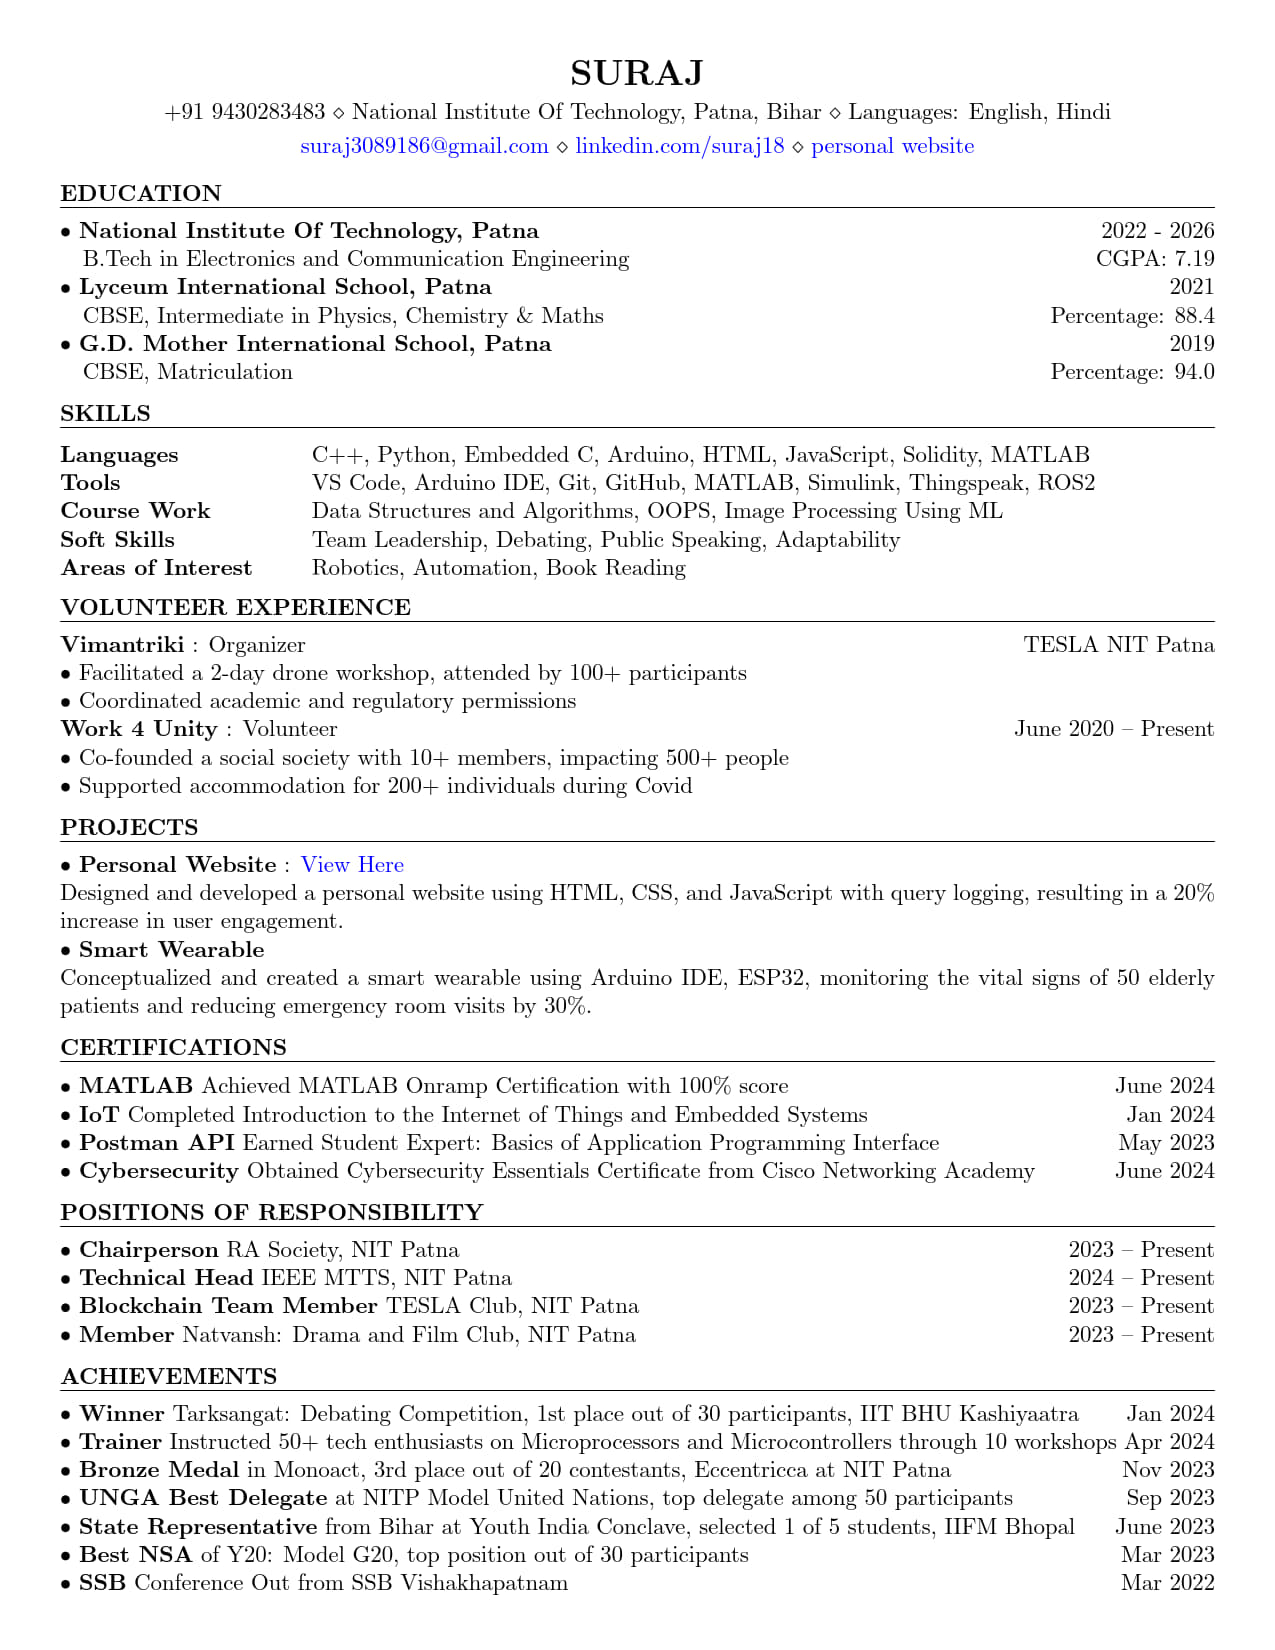 SURAJ
+91 9430283483 ⋄ National Institute Of Technology, Patna, Bihar ⋄ Languages: English, Hindi
suraj3089186@gmail.com ⋄ linkedin.com/suraj18 ⋄ personal website
EDUCATION
• National Institute Of Technology, Patna 2022 - 2026
B.Tech in Electronics and Communication Engineering CGPA: 7.19
• Lyceum International School, Patna 2021
CBSE, Intermediate in Physics, Chemistry & Maths Percentage: 88.4
• G.D. Mother International School, Patna 2019
CBSE, Matriculation Percentage: 94.0
SKILLS
Languages C++, Python, Embedded C, Arduino, HTML, JavaScript, Solidity, MATLAB
Tools VS Code, Arduino IDE, Git, GitHub, MATLAB, Simulink, Thingspeak, ROS2
Course Work Data Structures and Algorithms, OOPS, Image Processing Using ML
Soft Skills Team Leadership, Debating, Public Speaking, Adaptability
Areas of Interest Robotics, Automation, Book Reading
VOLUNTEER EXPERIENCE
Vimantriki : Organizer TESLA NIT Patna
• Facilitated a 2-day drone workshop, attended by 100+ participants
• Coordinated academic and regulatory permissions
Work 4 Unity : Volunteer June 2020 – Present
• Co-founded a social society with 10+ members, impacting 500+ people
• Supported accommodation for 200+ individuals during Covid
PROJECTS
• Personal Website : View Here
Designed and developed a personal website using HTML, CSS, and JavaScript with query logging, resulting in a 20%
increase in user engagement.
• Smart Wearable
Conceptualized and created a smart wearable using Arduino IDE, ESP32, monitoring the vital signs of 50 elderly
patients and reducing emergency room visits by 30%.
CERTIFICATIONS
• MATLAB Achieved MATLAB Onramp Certification with 100% score June 2024
• IoT Completed Introduction to the Internet of Things and Embedded Systems Jan 2024
• Postman API Earned Student Expert: Basics of Application Programming Interface May 2023
• Cybersecurity Obtained Cybersecurity Essentials Certificate from Cisco Networking Academy June 2024
POSITIONS OF RESPONSIBILITY
• Chairperson RA Society, NIT Patna 2023 – Present
• Technical Head IEEE MTTS, NIT Patna 2024 – Present
• Blockchain Team Member TESLA Club, NIT Patna 2023 – Present
• Member Natvansh: Drama and Film Club, NIT Patna 2023 – Present
ACHIEVEMENTS
• Winner Tarksangat: Debating Competition, 1st place out of 30 participants, IIT BHU Kashiyaatra Jan 2024
• Trainer Instructed 50+ tech enthusiasts on Microprocessors and Microcontrollers through 10 workshops Apr 2024
• Bronze Medal in Monoact, 3rd place out of 20 contestants, Eccentricca at NIT Patna Nov 2023
• UNGA Best Delegate at NITP Model United Nations, top delegate among 50 participants Sep 2023
• State Representative from Bihar at Youth India Conclave, selected 1 of 5 students, IIFM Bhopal June 2023
• Best NSA of Y20: Model G20, top position out of 30 participants Mar 2023
• SSB Conference Out from SSB Vishakhapatnam Mar 2022